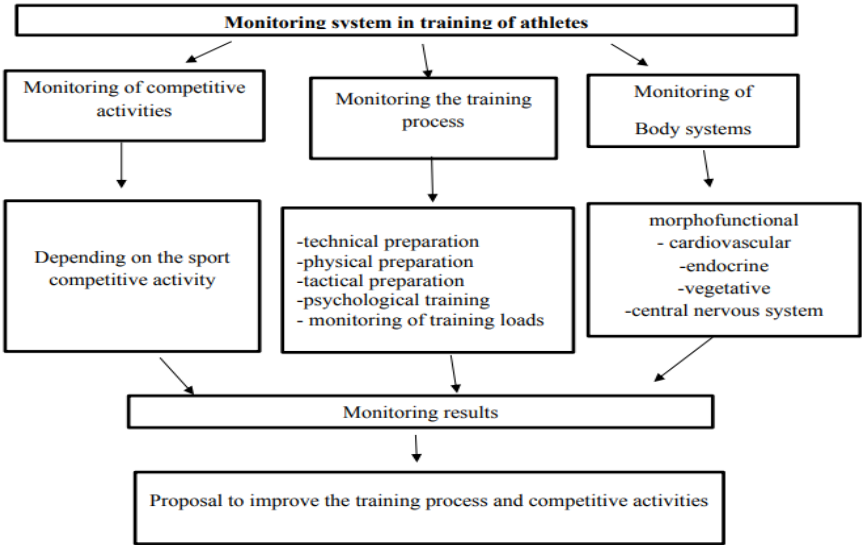 Monitoring system in training of athletes
Monitoring of competitive
activities
Monitoring the training
process
Monitoring of
Body systems
Depending on the sport
competitive activity
-technical preparation
-physical preparation
-tactical preparation
-psychological training
- monitoring of training loads
morphofunctional
- cardiovascular
-endocrine
-vegetative
-central nervous system
Monitoring results
Proposal to improve the training process and competitive activities